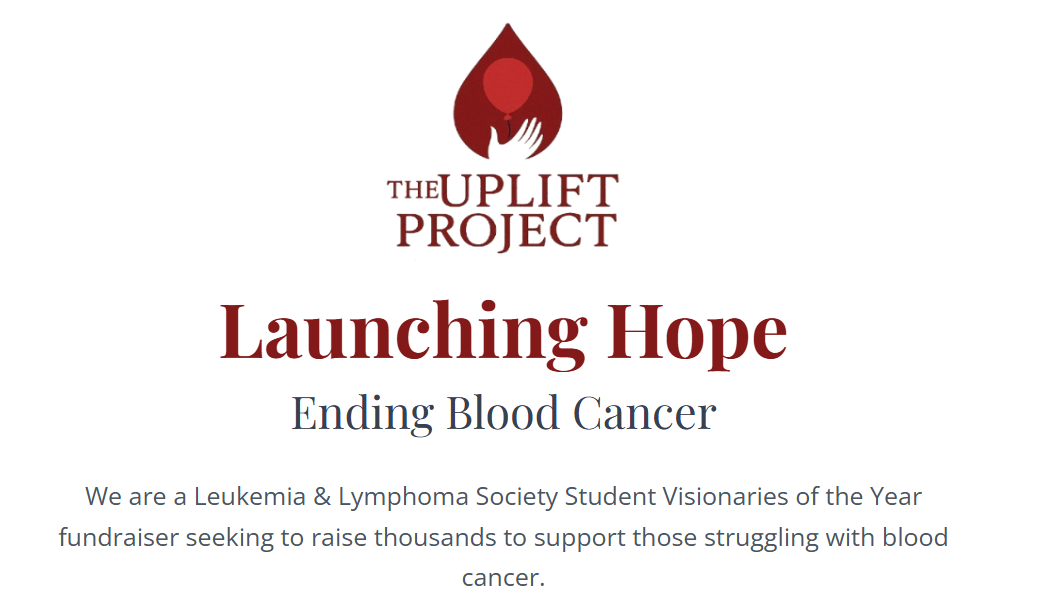 THE UPLIFT
PROJECT
Launching Hope
Ending Blood Cancer
We are a Leukemia & Lymphoma Society Student Visionaries of the Year
fundraiser seeking to raise thousands to support those struggling with blood
cancer.